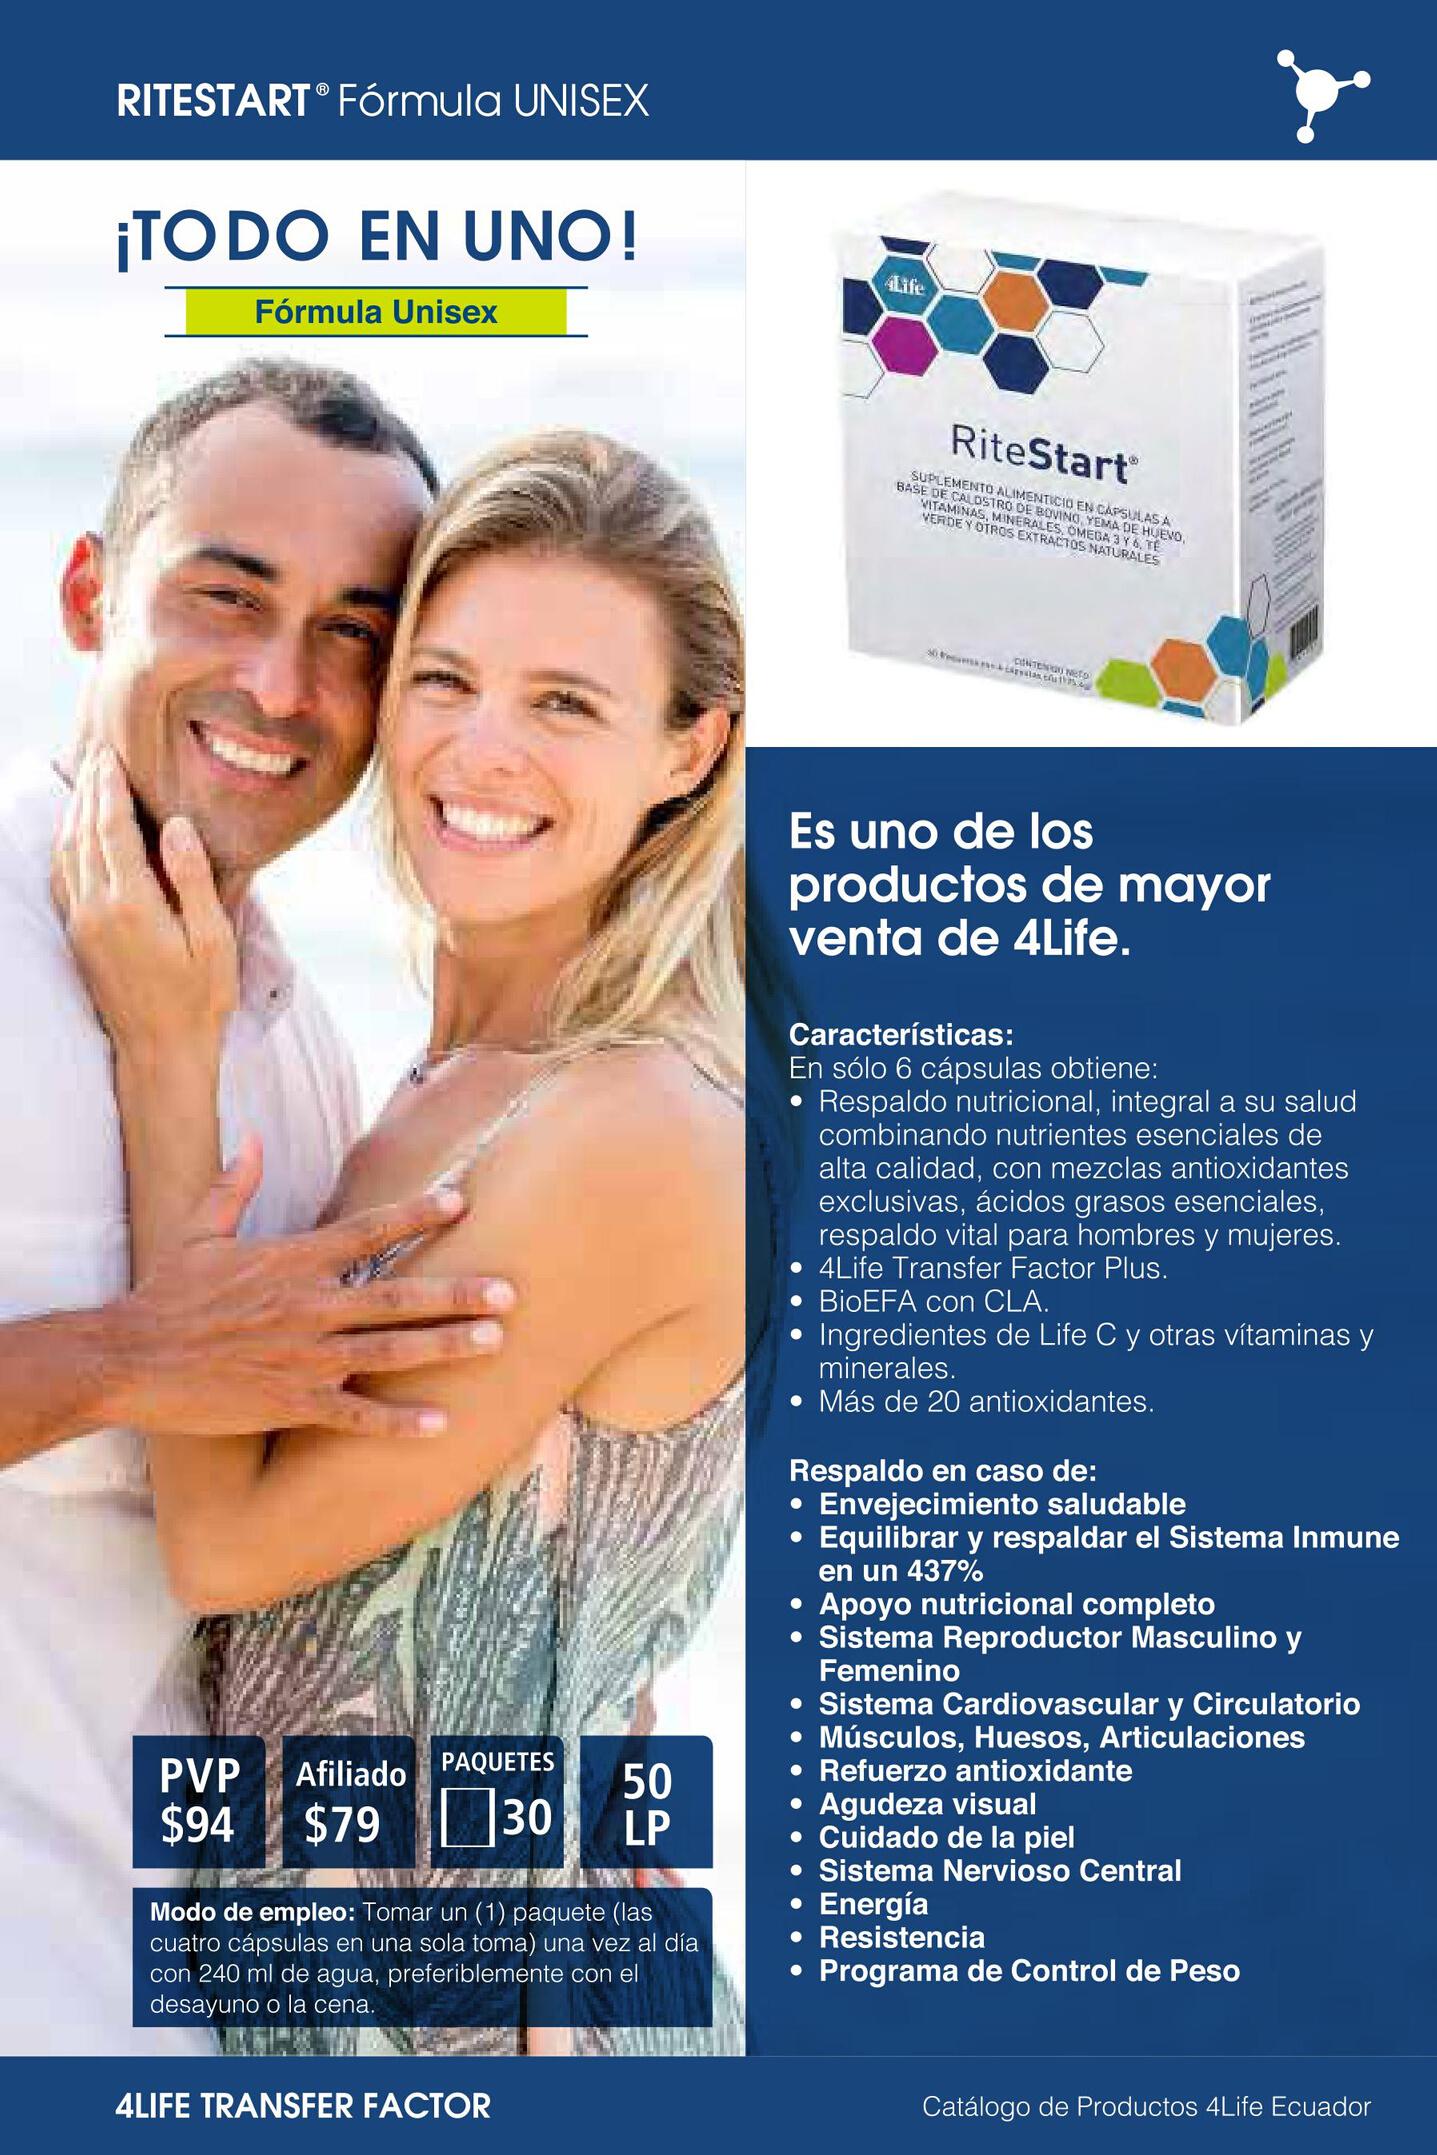 RITESTART® Fórmula UNISEX
¡TODO EN UNO!
Fórmula Unisex
4Life
RiteStart®
SUPLEMENTO ALIMENTICIO EN CÁPSULAS A
BASE DE CALOSTRO DE BOVINO, YEMA DE HUEVO,
VITAMINAS, MINERALES, OMEGA 3 Y 6, TÉ
VERDE Y OTROS EXTRACTOS NATURALES
CONTENIDO NETO
Es uno de los
productos de mayor
venta de 4Life.
Características:
En sólo 6 cápsulas obtiene:
• Respaldo nutricional, integral a su salud
combinando nutrientes esenciales de
alta calidad, con mezclas antioxidantes
exclusivas, ácidos grasos esenciales,
respaldo vital para hombres y mujeres.
• 4Life Transfer Factor Plus.
• BioEFA con CLA.
• Ingredientes de Life C y otras vítaminas y
minerales.
• Más de 20 antioxidantes.
Respaldo en caso de:
• Envejecimiento saludable
• Equilibrar y respaldar el Sistema Inmune
en un 437%
• Apoyo nutricional completo
• Sistema Reproductor Masculino y
Femenino
• Sistema Cardiovascular y Circulatorio
• Músculos, Huesos, Articulaciones
• Refuerzo antioxidante
• Agudeza visual
• Cuidado de la piel
• Sistema Nervioso Central
• Energía
• Resistencia
• Programa de Control de Peso
PVP
$94
Afiliado
$79
PAQUETES
30
50
LP
Modo de empleo: Tomar un (1) paquete (las
cuatro cápsulas en una sola toma) una vez al día
con 240 ml de agua, preferiblemente con el
desayuno o la cena.
4LIFE TRANSFER FACTOR
Catálogo de Productos 4Life Ecuador